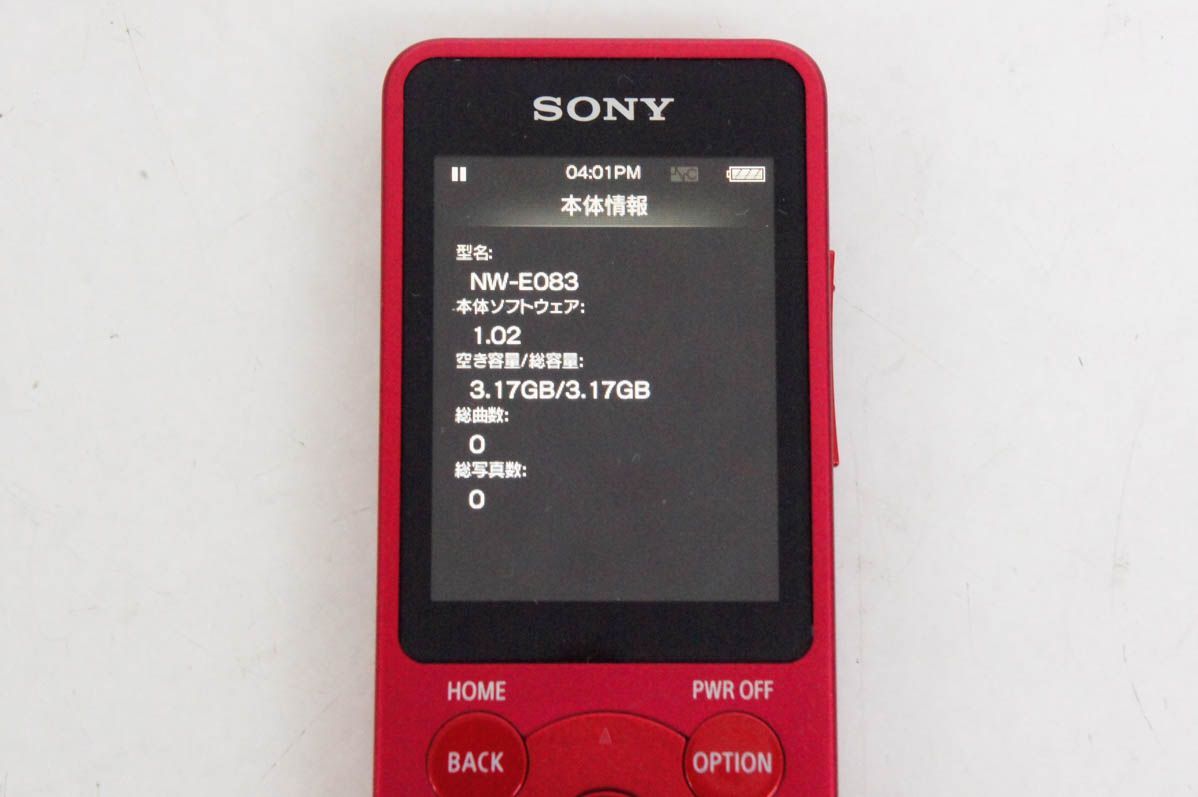 SONY
04:01PM
本体情報
型名:
NW-E083
本体ソフトウェア:
1.02
空き容量/総容量:
3.17GB/3.17GB
総曲数:
0
総写真数:
0
HOME PWR OFF
BACK OPTION